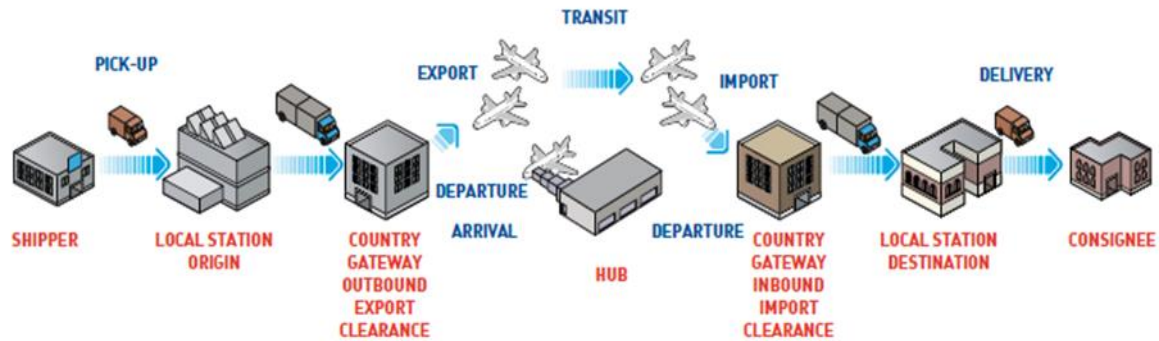 TRANSIT
PICK-UP
EXPORT
IMPORT
DELIVERY
DEPARTURE
ARRIVAL
DEPARTURE
SHIPPER
LOCAL STATION
ORIGIN
COUNTRY
GATEWAY
OUTBOUND
EXPORT
CLEARANCE
HUB
COUNTRY
GATEWAY
INBOUND
IMPORT
CLEARANCE
LOCAL STATION
DESTINATION
CONSIGNEE